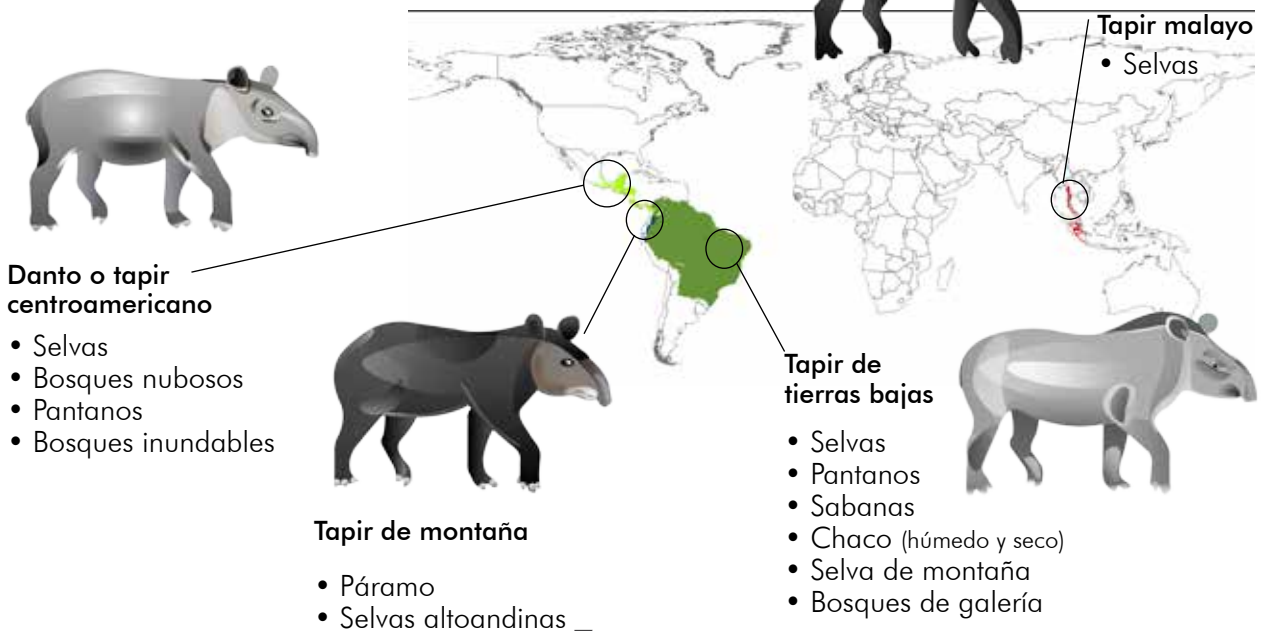 Tapir malayo
• Selvas
Danto o tapir
centroamericano
• Selvas
• Bosques nubosos
• Pantanos
• Bosques inundables
Tapir de montaña
• Páramo
• Selvas altoandinas _
Tapir de
tierras bajas
• Selvas
• Pantanos
• Sabanas
• Chaco (húmedo y seco)
• Selva de montaña
• Bosques de galería